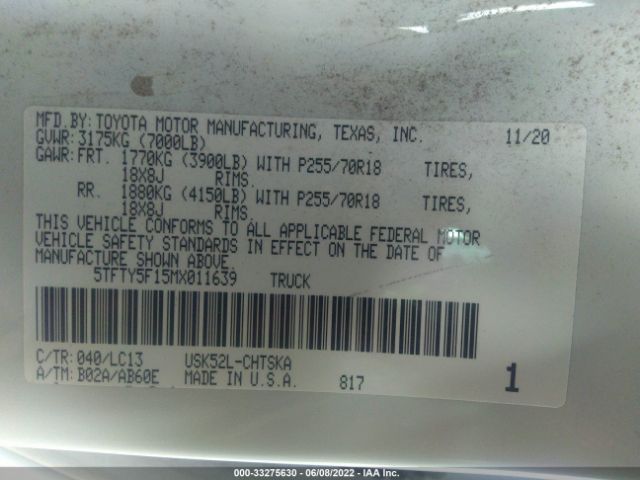 MFD.BY:TOYOTA MOTOR MANUFACTURING, TEXAS, INC. 11/20
GVWR:3175KG (7000LB)
GAWR:FRT. 1770KG (3900LB) WITH P255/70R18 TIRES,
18X8J RIMS.
RR. 1880KG (4150LB) WITH P255/70R18 TIRES,
18X8J RIMS.
THIS VEHICLE CONFORMS TO ALL APPLICABLE FEDERAL MOTOR
VEHICLE SAFETY STANDARDS IN EFFECT ON THE DATE OF
MANUFACTURE SHOWN ABOVE.
5TFTY5F15MX011639 TRUCK
C/TR:040/LC13 USK52L-CHTSKA
A/TM:B02A/AB60E MADE IN U.S.A. 817 1
000-33275630 - 06/08/2022 - IAA Inc.